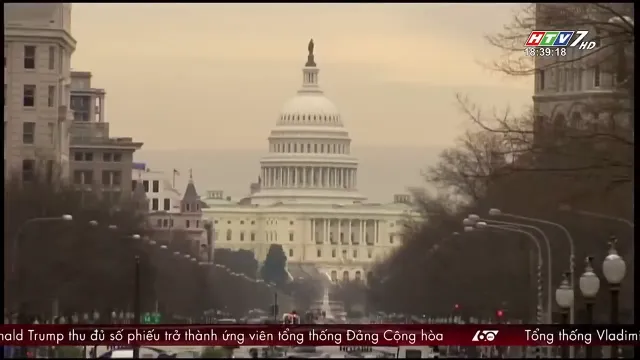 HTV7 HD
18:39:18
nald Trump thu đủ số phiếu trở thành ứng viên tổng thống Đảng Cộng hòa 60 Tổng thống Vladim